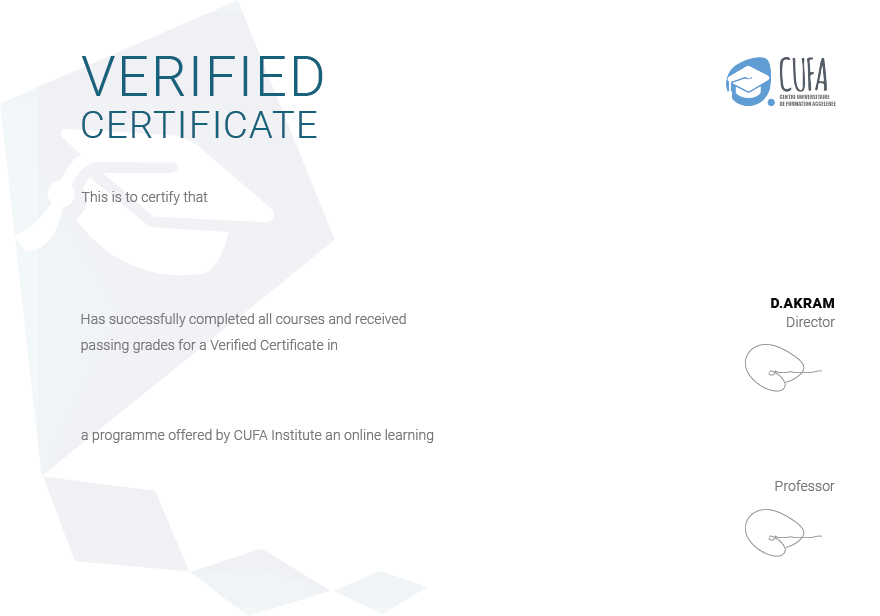 VERIFIED
CERTIFICATE
CUFA
CENTRE UNIVERSITAIRE
DE FORMATION ACCELEREE
This is to certify that
D.AKRAM
Director
Has successfully completed all courses and received
passing grades for a Verified Certificate in
a programme offered by CUFA Institute an online learning
Professor